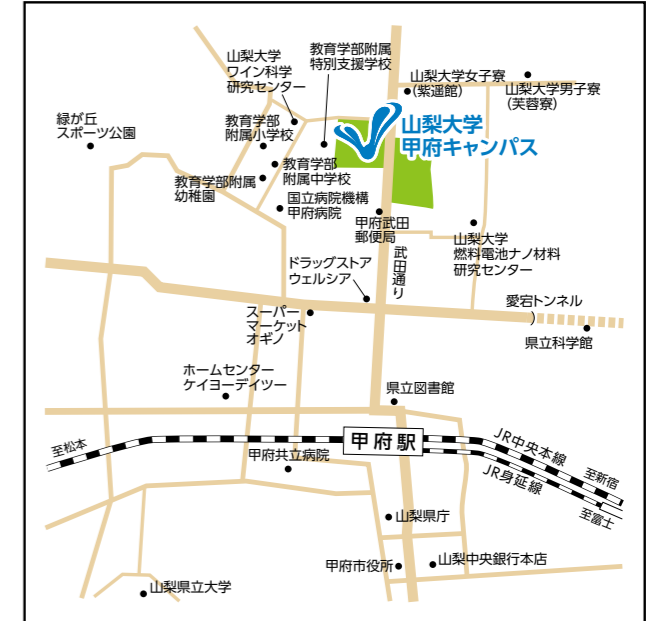 山梨大学
ワイン科学
研究センター
教育学部附属
特別支援学校
山梨大学女子寮
(紫遥館)
山梨大学男子寮
(芙蓉寮)
緑が丘
スポーツ公園
教育学部
附属小学校
山梨大学
甲府キャンパス
教育学部
附属中学校
教育学部附属
幼稚園
国立病院機構
甲府病院
甲府武田
郵便局
山梨大学
燃料電池ナノ材料
研究センター
武田通り
ドラッグストア
ウェルシア
愛宕トンネル
スーパー
マーケット
オギノ
県立科学館
ホームセンター
ケイヨーデイツー
県立図書館
甲府駅
至松本
JR中央本線
至新宿
甲府共立病院
JR身延線
至富士
山梨県庁
甲府市役所
山梨中央銀行本店
山梨県立大学